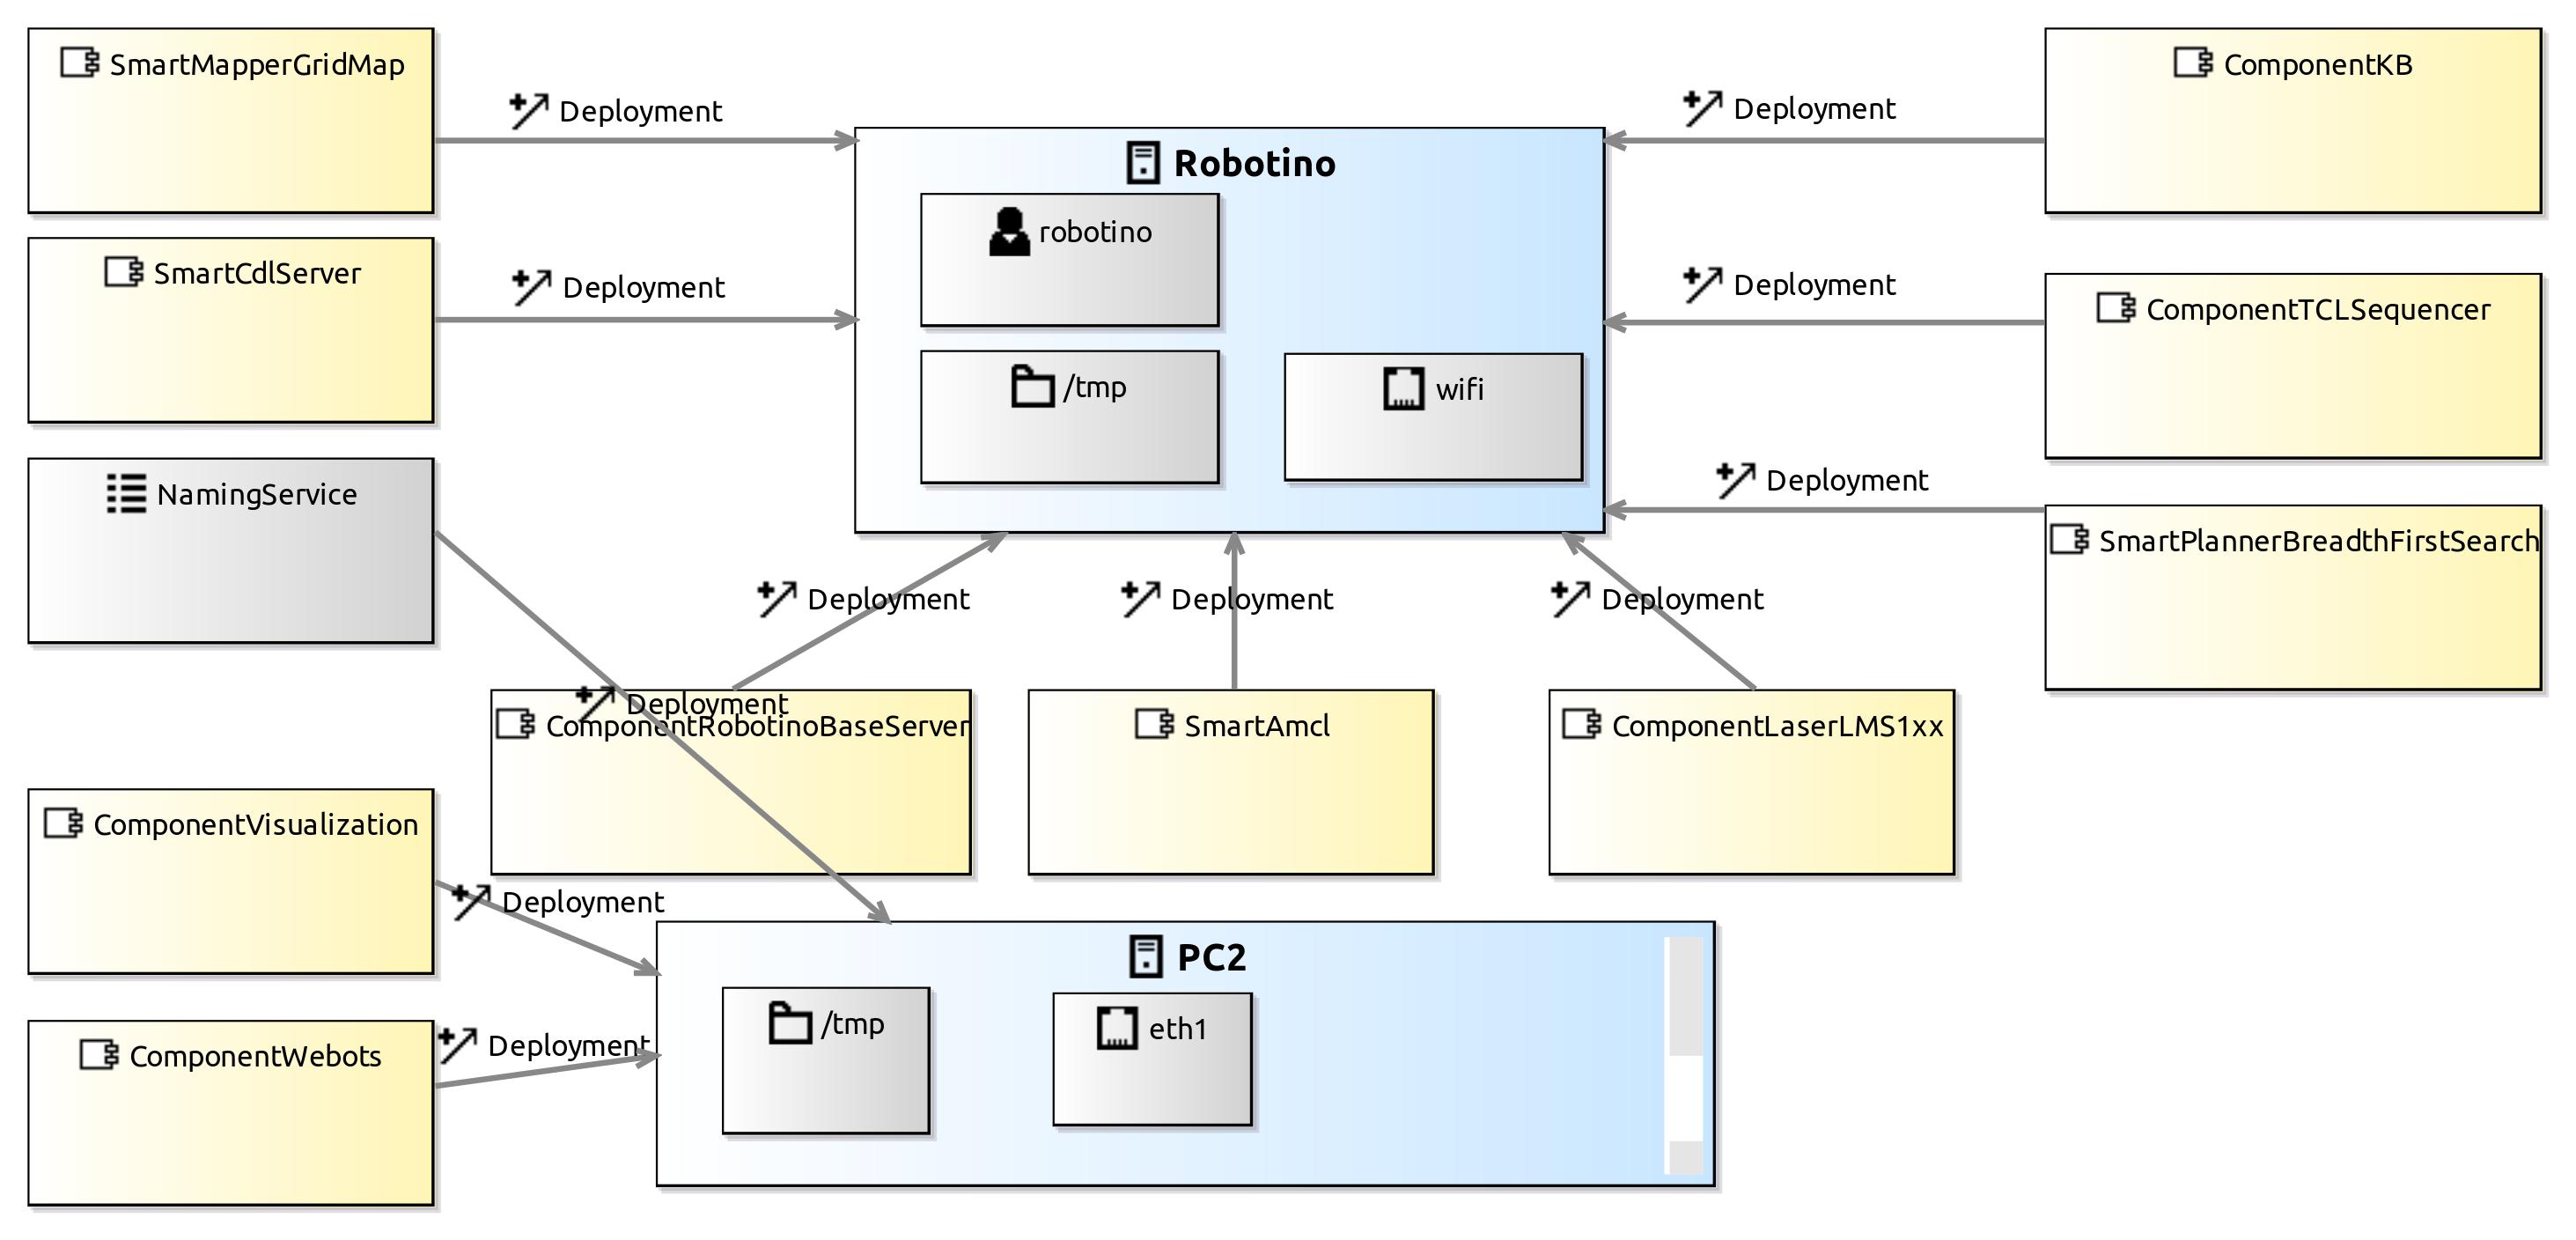 SmartMapperGridMap
Deployment
Deployment
ComponentKB
Robotino
robotino
SmartCdlServer
Deployment
Deployment
ComponentTCLSequencer
/tmp
wifi
NamingService
Deployment
SmartPlannerBreadthFirstSearch
Deployment
Deployment
Deployment
Deployment
ComponentRobotinoBaseServer
SmartAmcl
ComponentLaserLMS1xx
ComponentVisualization
Deployment
PC2
/tmp
eth1
Deployment
ComponentWebots